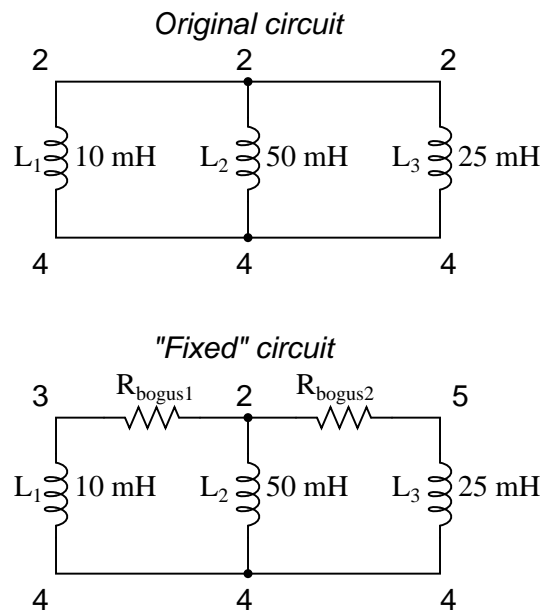 Original circuit
2 2 2
L1 10 mH L2 50 mH L3 25 mH
4 4 4
"Fixed" circuit
Rbogus1 Rbogus2
3 2 5
L1 10 mH L2 50 mH L3 25 mH
4 4 4